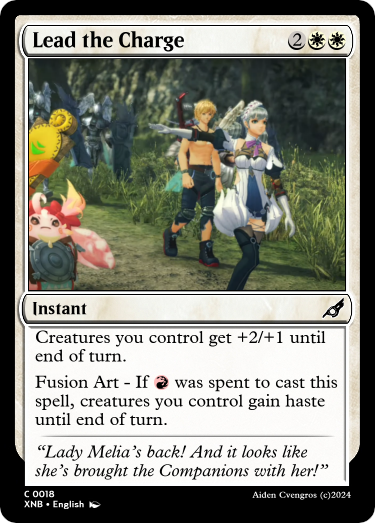 Lead the Charge 2
Instant
Creatures you control get +2/+1 until
end of turn.
Fusion Art - If was spent to cast this
spell, creatures you control gain haste
until end of turn.
“Lady Melia's back! And it looks like
she's brought the Companions with her!”
C 0018
XNB • English
Aiden Cvengros (c)2024